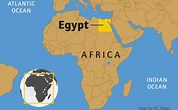 ATLANTIC
OCEAN
Egypt
AFRICA
INDIAN
OCEAN